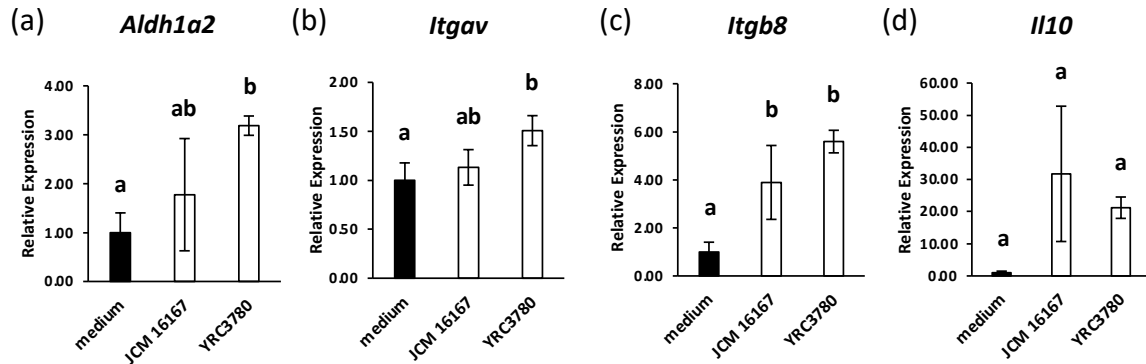 (a) Aldh1a2
Relative Expression
4.00
3.00
2.00
1.00
0.00
a
ab
b
medium
JCM 16167
YRC3780
(b) Itgav
Relative Expression
2.00
1.50
1.00
0.50
0.00
a
ab
b
medium
JCM 16167
YRC3780
(c) Itgb8
Relative Expression
8.00
6.00
4.00
2.00
0.00
a
b
b
medium
JCM 16167
YRC3780
(d) Il10
Relative Expression
60.00
50.00
40.00
30.00
20.00
10.00
0.00
a
a
a
medium
JCM 16167
YRC3780